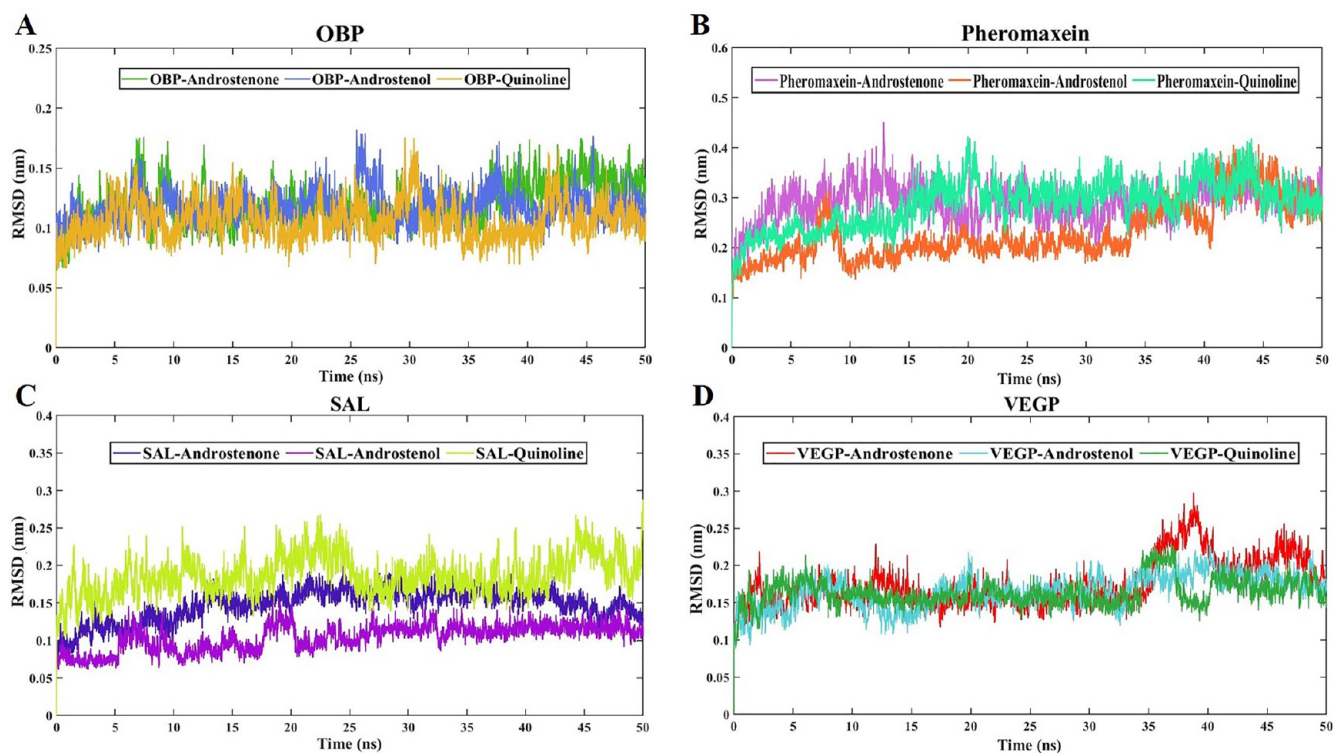 A
OBP
0.25
0.2
0.15
0.1
0.05
0
RMSD (nm)
OBP-Androstenone OBP-Androstenol OBP-Quinoline
0 5 10 15 20 25 30 35 40 45 50
Time (ns)
B
Pheromaxein
0.6
0.5
0.4
0.3
0.2
0.1
0
RMSD (nm)
Pheromaxein-Androstenone Pheromaxein-Androstenol Pheromaxein-Quinoline
0 5 10 15 20 25 30 35 40 45 50
Time (ns)
C
SAL
0.4
0.35
0.3
0.25
0.2
0.15
0.1
0.05
0
RMSD (nm)
SAL-Androstenone SAL-Androstenol SAL-Quinoline
0 5 10 15 20 25 30 35 40 45 50
Time (ns)
D
VEGP
0.4
0.35
0.3
0.25
0.2
0.15
0.1
0.05
0
RMSD (nm)
VEGP-Androstenone VEGP-Androstenol VEGP-Quinoline
0 5 10 15 20 25 30 35 40 45 50
Time (ns)